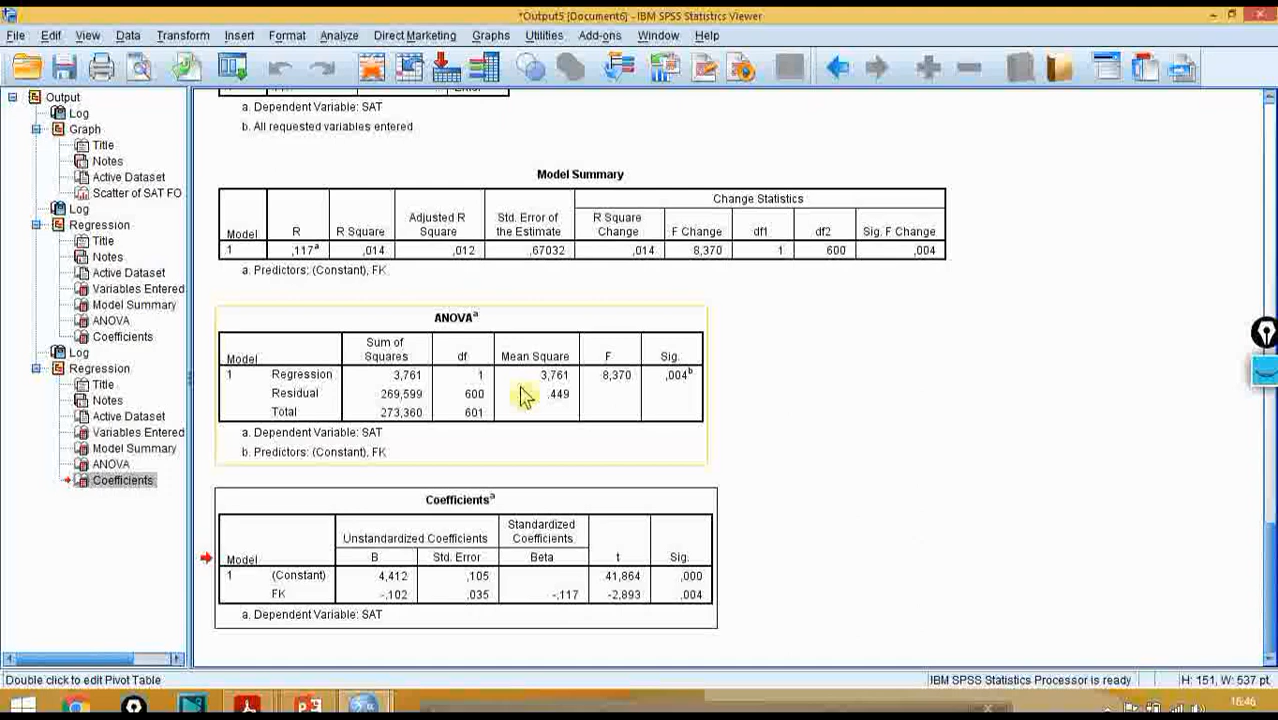 *Output5 [Document6] - IBM SPSS Statistics Viewer
File Edit View Data Transform Insert Format Analyze Direct Marketing Graphs Utilities Add-ons Window Help
Output
Log
Graph
Title
Notes
Active Dataset
Scatter of SAT FO
Log
Regression
Title
Notes
Active Dataset
Variables Entered
Model Summary
ANOVA
Coefficients
Log
Regression
Title
Notes
Active Dataset
Variables Entered
Model Summary
ANOVA
Coefficients
a. Dependent Variable: SAT
b. All requested variables entered
Model Summary
Change Statistics
Model R R Square Adjusted R Square Std. Error of the Estimate R Square Change F Change df1 df2 Sig. F Change
1 ,117a ,014 ,012 ,67032 ,014 8,370 1 600 ,004
a. Predictors: (Constant), FK
ANOVAa
Model Sum of Squares df Mean Square F Sig.
1 Regression 3,761 1 3,761 8,370 ,004b
Residual 269,599 600 ,449
Total 273,360 601
a. Dependent Variable: SAT
b. Predictors: (Constant), FK
Coefficientsa
Unstandardized Coefficients Standardized Coefficients
Model B Std. Error Beta t Sig.
1 (Constant) 4,412 ,105 41,864 ,000
FK -,102 ,035 -,117 -2,893 ,004
a. Dependent Variable: SAT
Double click to edit Pivot Table
IBM SPSS Statistics Processor is ready
H: 151, W: 537 pt.
16:46